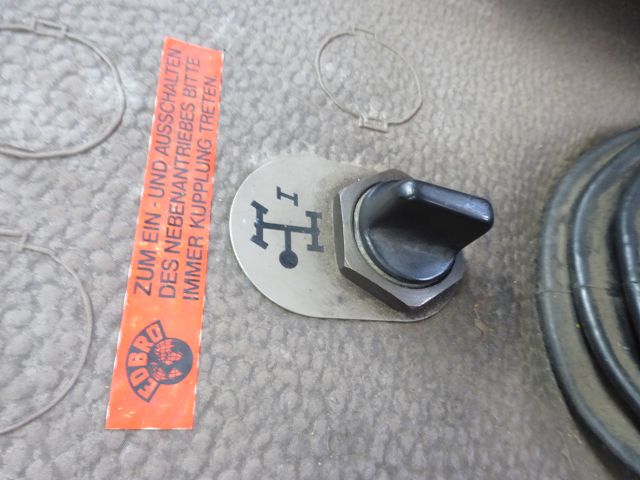 ZUM EIN - UND AUSSCHALTEN
DES NEBENANTRIEBES BITTE
IMMER KUPPLUNG TRETEN.
EDBRO
I